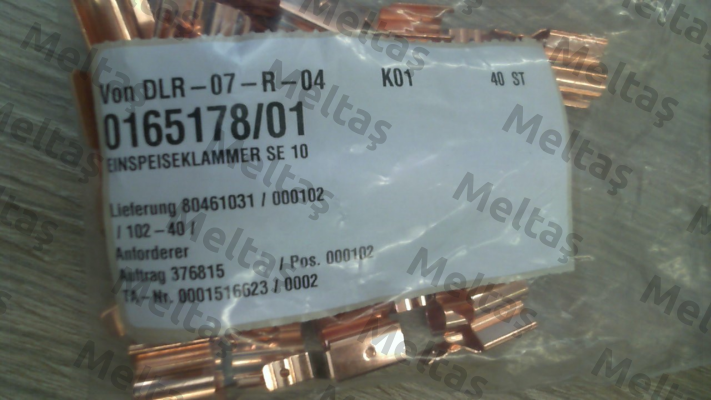 Von DLR-07-R-04 K01 40 ST
0165178/01
EINSPEISEKLAMMER SE 10
Lieferung 80461031 / 000102
/ 102-40 /
Anforderer
Auftrag 376815 / Pos. 000102
TA-Nr. 0001516623 / 0002
Meltaş